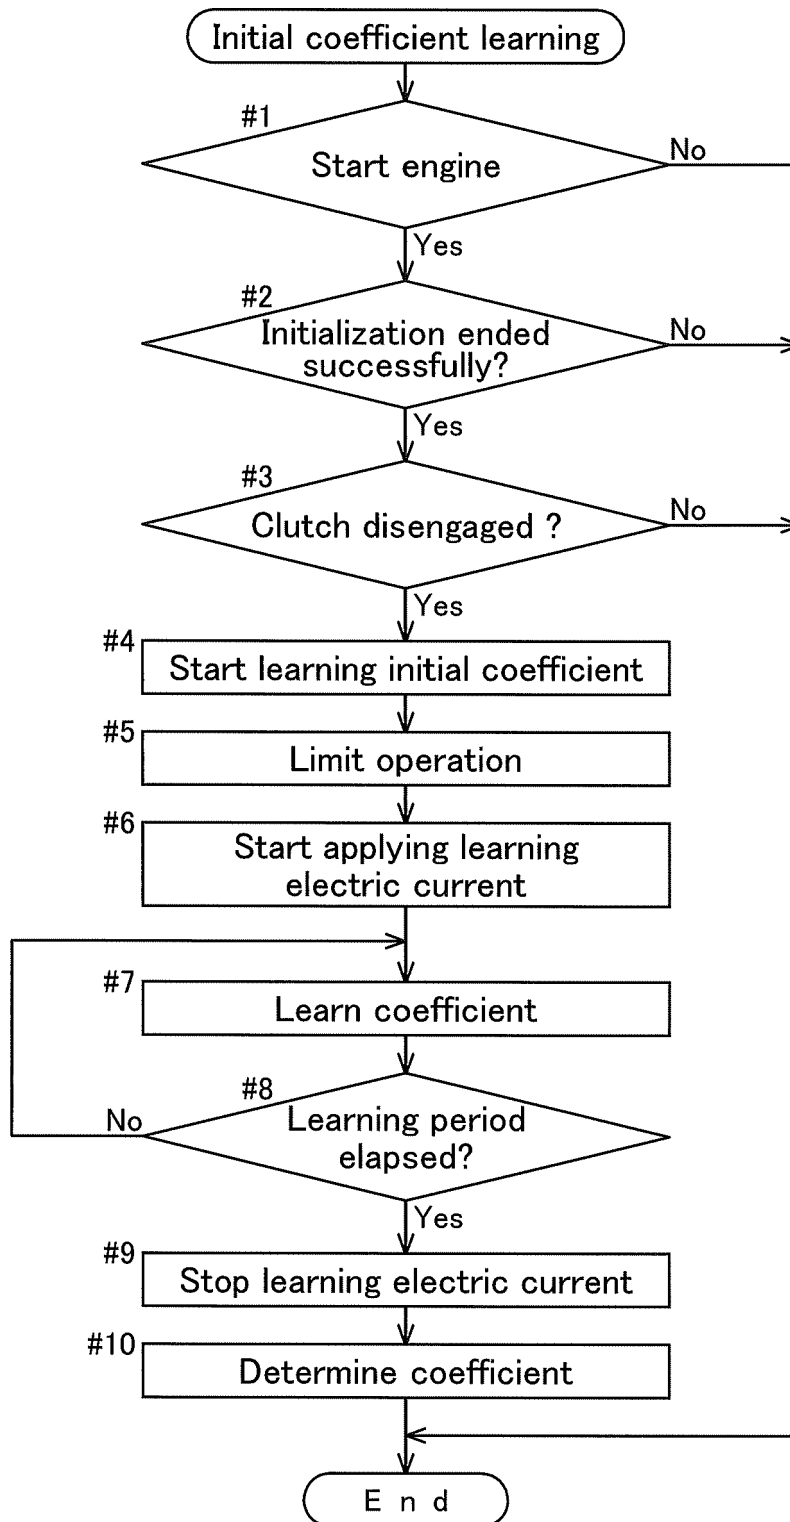 Initial coefficient learning
#1
Start engine
No
Yes
#2
Initialization ended
successfully?
No
Yes
#3
Clutch disengaged ?
No
Yes
#4
Start learning initial coefficient
#5
Limit operation
#6
Start applying learning
electric current
#7
Learn coefficient
#8
Learning period
elapsed?
No
Yes
#9
Stop learning electric current
#10
Determine coefficient
E n d